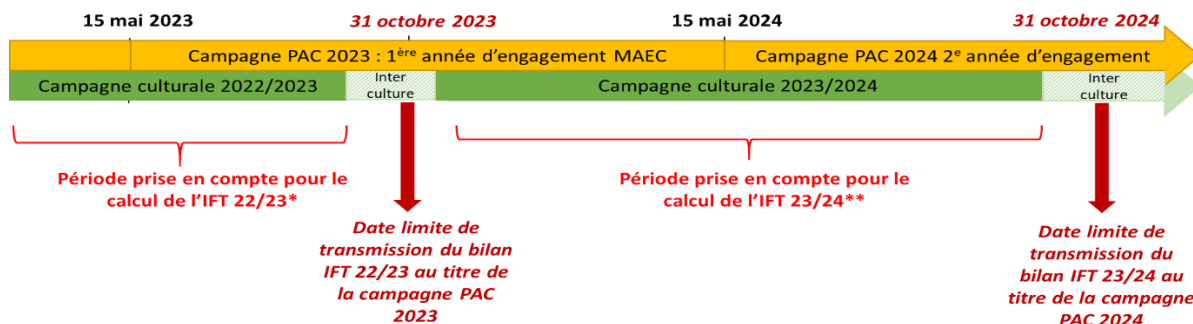 15 mai 2023
31 octobre 2023
15 mai 2024
31 octobre 2024
Campagne PAC 2023 : 1ère année d'engagement MAEC
Campagne PAC 2024 2e année d'engagement
Campagne culturale 2022/2023
Inter
culture
Campagne culturale 2023/2024
Inter
culture
Période prise en compte pour le
calcul de l'IFT 22/23*
Période prise en compte pour le
calcul de l'IFT 23/24**
Date limite de
transmission du bilan
IFT 22/23 au titre de
la campagne PAC
2023
Date limite de
transmission du
bilan IFT 23/24 au
titre de la campagne
PAC 2024